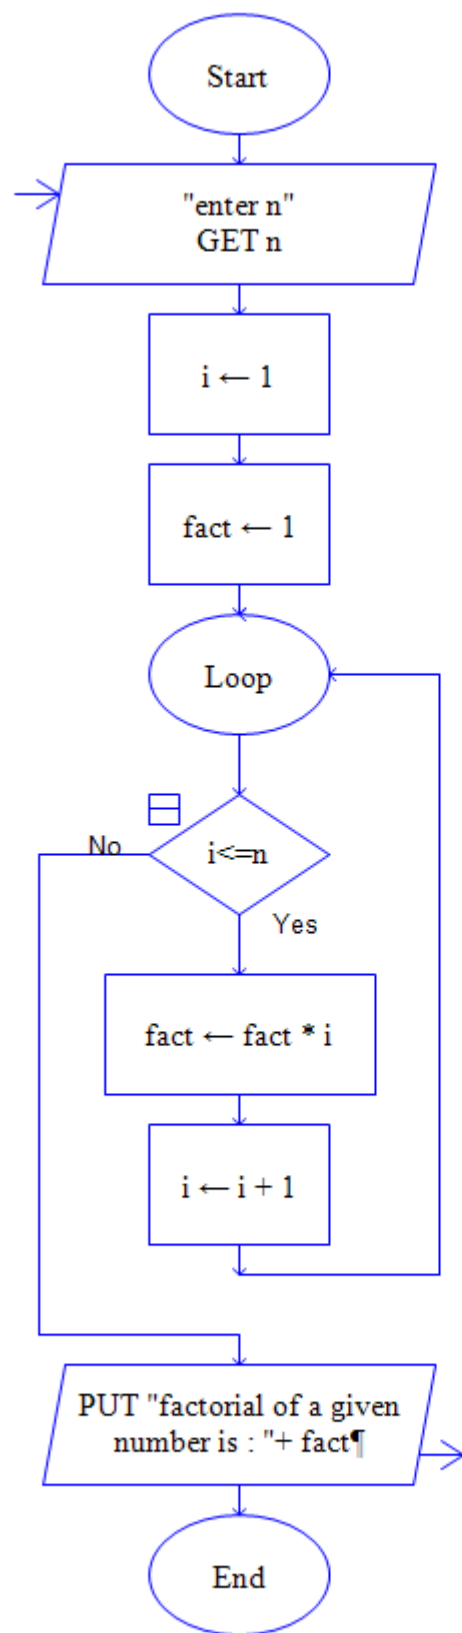 Start
"enter n"
GET n
i ← 1
fact ← 1
Loop
No
i<=n
Yes
fact ← fact * i
i ← i + 1
PUT "factorial of a given
number is : "+ fact¶
End